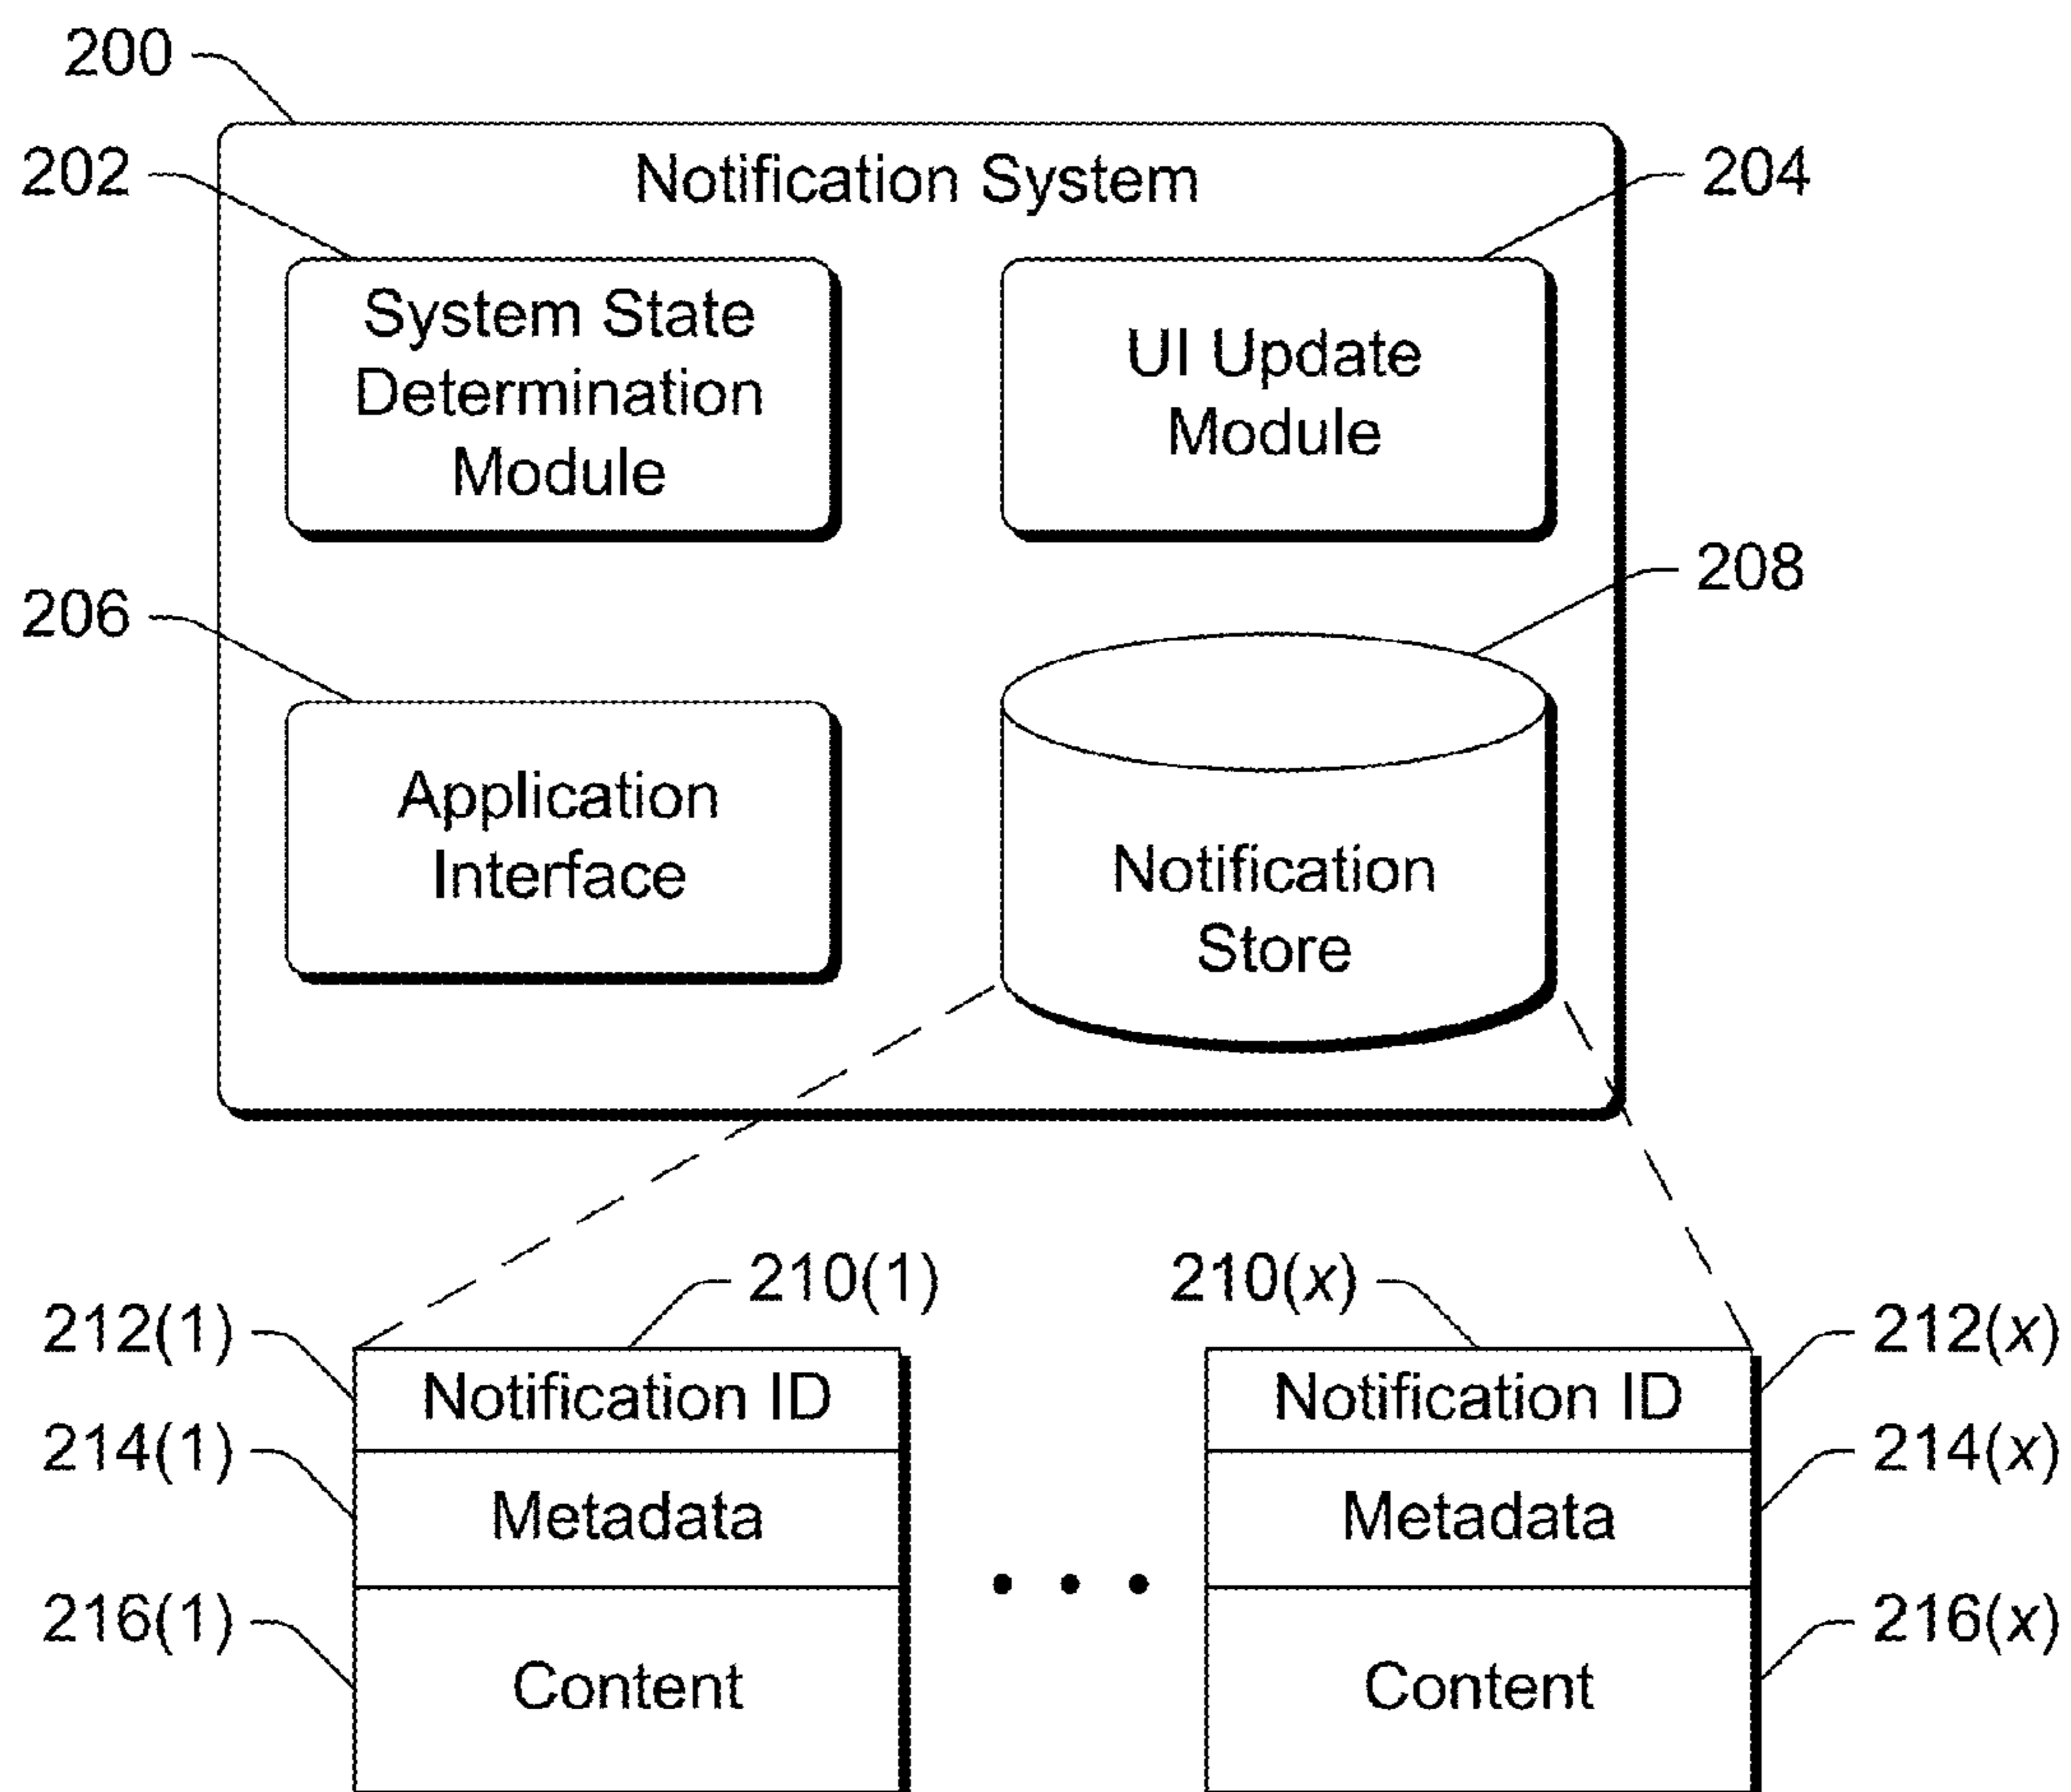 200
Notification System
202
204
System State
Determination
Module
UI Update
Module
206
208
Application
Interface
Notification
Store
210(1)
210(x)
212(1)
Notification ID
Notification ID
212(x)
214(1)
Metadata
Metadata
214(x)
216(1)
Content
Content
216(x)